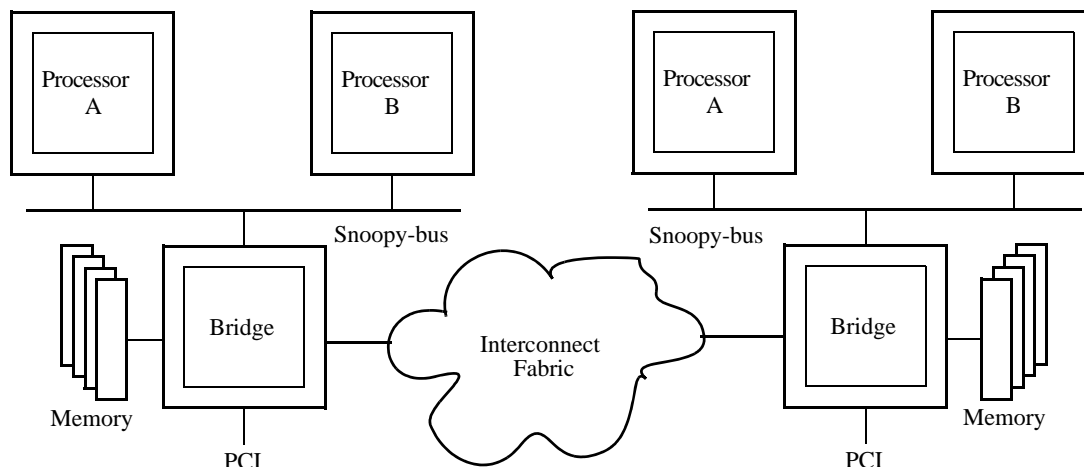 Processor
A
Processor
B
Processor
A
Processor
B
Snoopy-bus
Snoopy-bus
Bridge
Interconnect
Fabric
Bridge
Memory
Memory
PCI
PCI